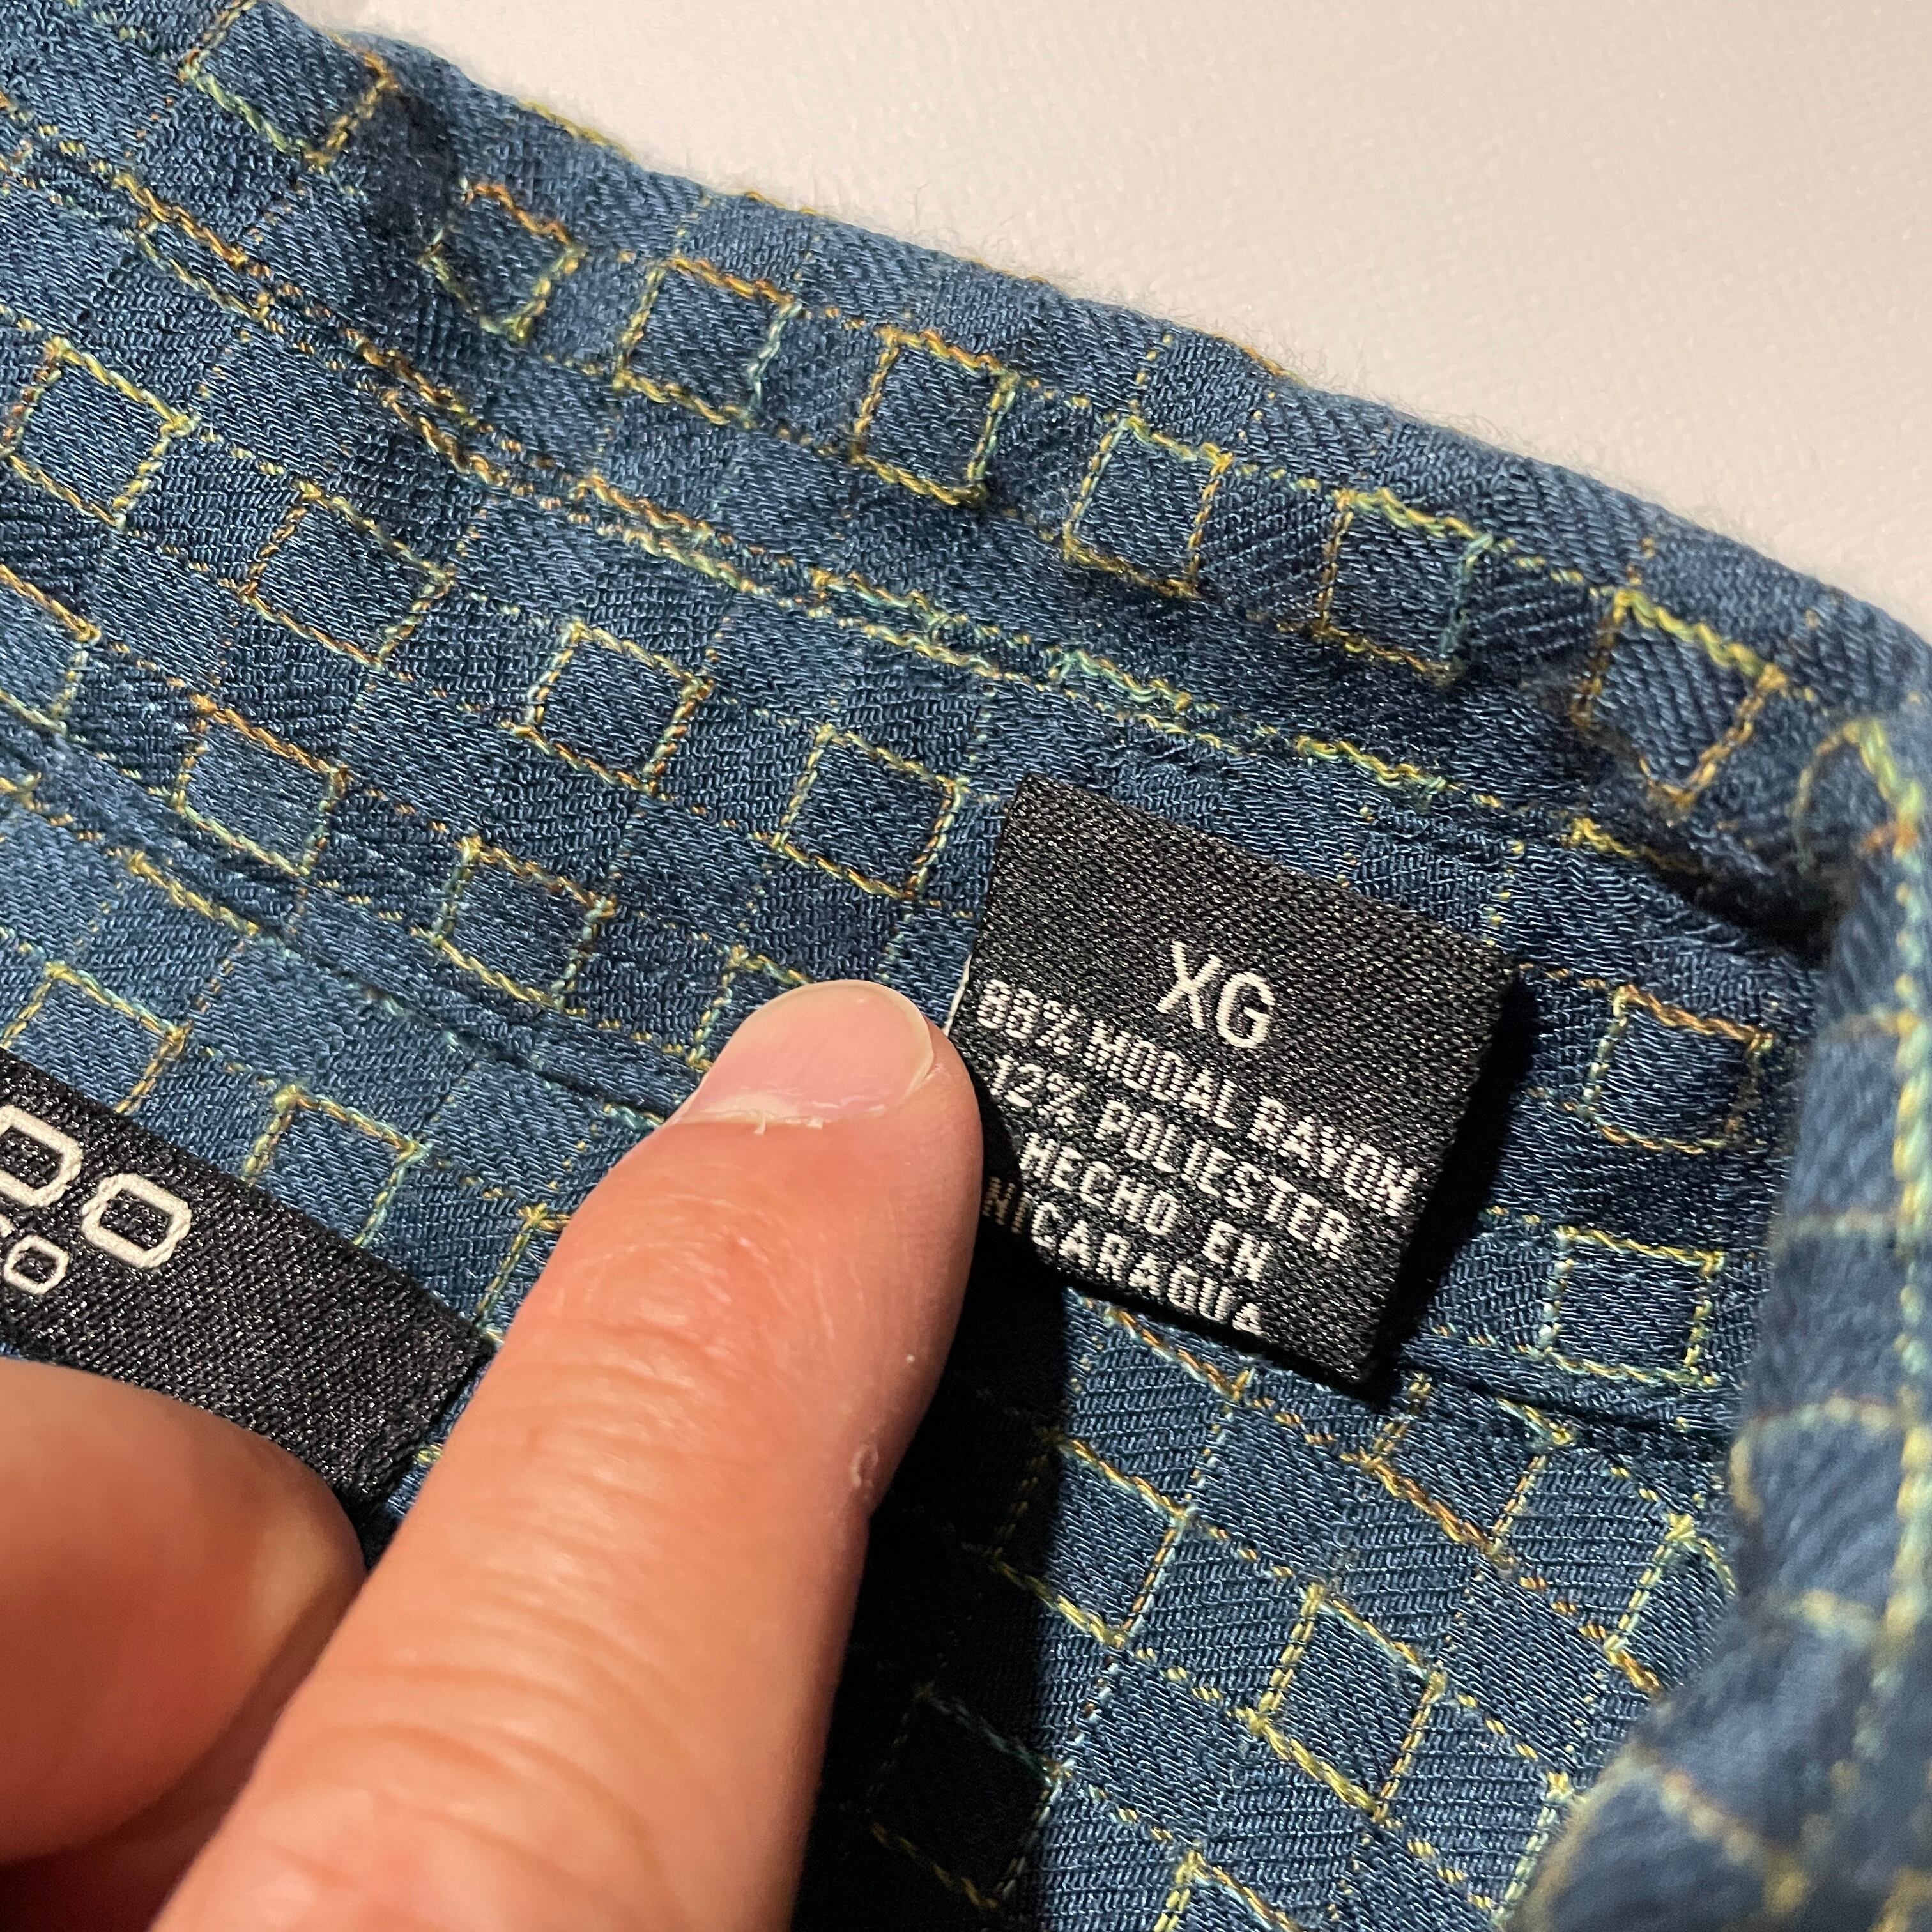 XG
88% MODAL RAYON
12% POLIESTER
HECHO EN
NICARAGUA